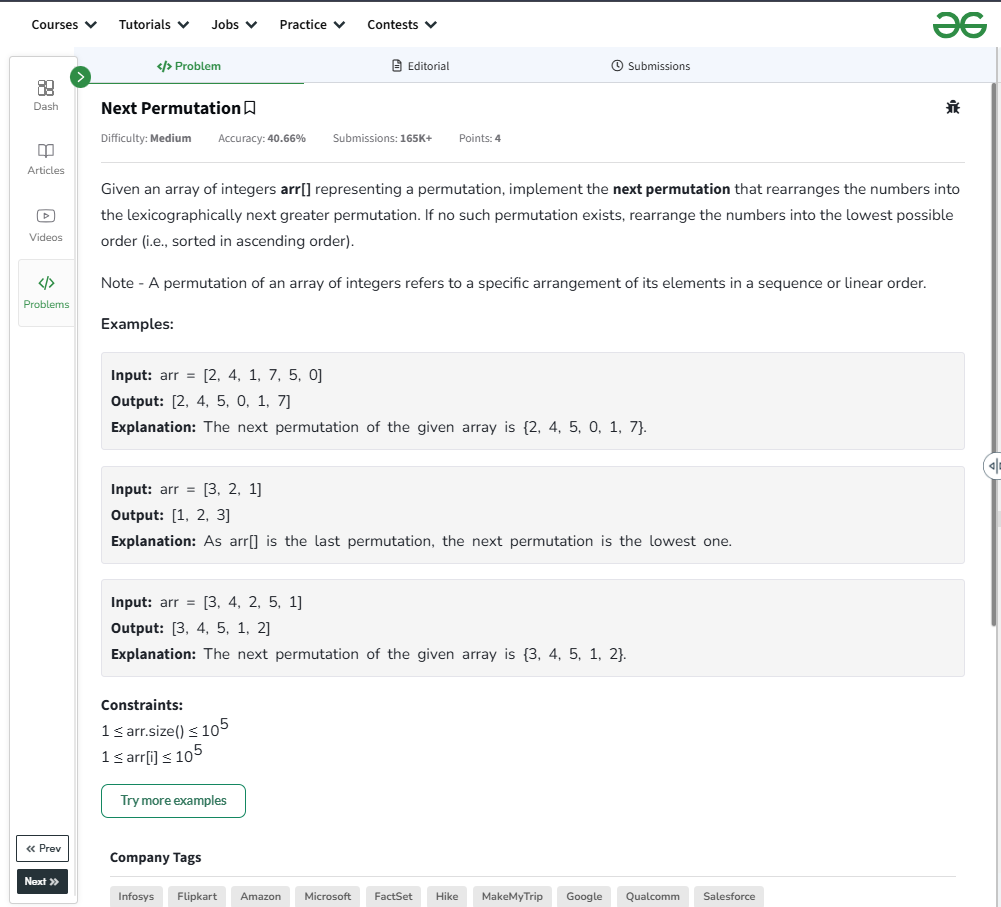 Courses Tutorials Jobs Practice Contests
Dash
Articles
Videos
Problems
« Prev
Next »
</> Problem Editorial Submissions
Next Permutation
Difficulty: Medium Accuracy: 40.66% Submissions: 165K+ Points: 4
Given an array of integers arr[] representing a permutation, implement the next permutation that rearranges the numbers into
the lexicographically next greater permutation. If no such permutation exists, rearrange the numbers into the lowest possible
order (i.e., sorted in ascending order).
Note - A permutation of an array of integers refers to a specific arrangement of its elements in a sequence or linear order.
Examples:
Input: arr = [2, 4, 1, 7, 5, 0]
Output: [2, 4, 5, 0, 1, 7]
Explanation: The next permutation of the given array is {2, 4, 5, 0, 1, 7}.
Input: arr = [3, 2, 1]
Output: [1, 2, 3]
Explanation: As arr[] is the last permutation, the next permutation is the lowest one.
Input: arr = [3, 4, 2, 5, 1]
Output: [3, 4, 5, 1, 2]
Explanation: The next permutation of the given array is {3, 4, 5, 1, 2}.
Constraints:
1 ≤ arr.size() ≤ 10⁵
1 ≤ arr[i] ≤ 10⁵
Try more examples
Company Tags
Infosys Flipkart Amazon Microsoft FactSet Hike MakeMyTrip Google Qualcomm Salesforce